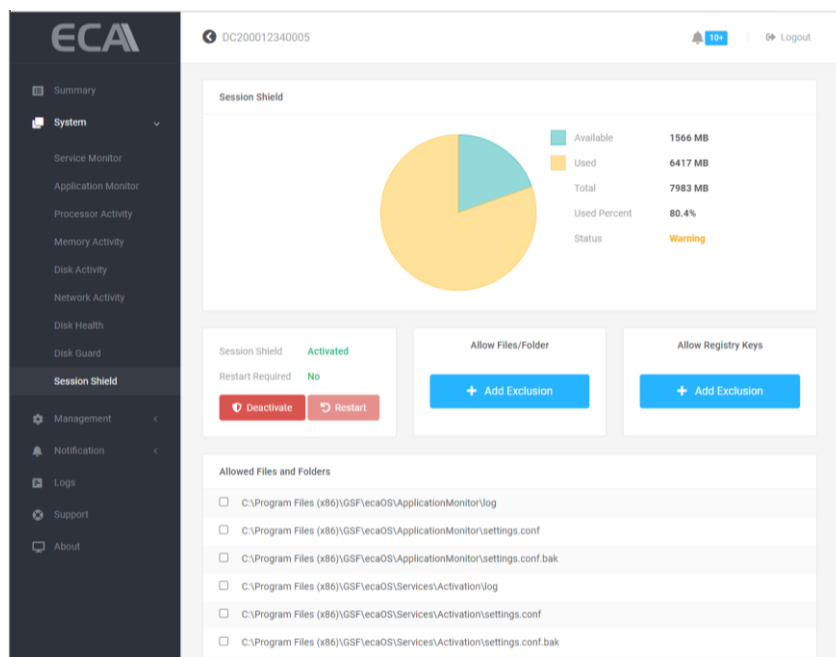 ECA
DC200012340005
10+
Logout
Summary
System
Service Monitor
Application Monitor
Processor Activity
Memory Activity
Disk Activity
Network Activity
Disk Health
Disk Guard
Session Shield
Management
Notification
Logs
Support
About
Session Shield
Available 1566 MB
Used 6417 MB
Total 7983 MB
Used Percent 80.4%
Status Warning
Session Shield Activated
Restart Required No
Deactivate Restart
Allow Files/Folder
+ Add Exclusion
Allow Registry Keys
+ Add Exclusion
Allowed Files and Folders
C:\Program Files (x86)\GSF\ecaOS\ApplicationMonitor\log
C:\Program Files (x86)\GSF\ecaOS\ApplicationMonitor\settings.conf
C:\Program Files (x86)\GSF\ecaOS\ApplicationMonitor\settings.conf.bak
C:\Program Files (x86)\GSF\ecaOS\Services\Activation\log
C:\Program Files (x86)\GSF\ecaOS\Services\Activation\settings.conf
C:\Program Files (x86)\GSF\ecaOS\Services\Activation\settings.conf.bak